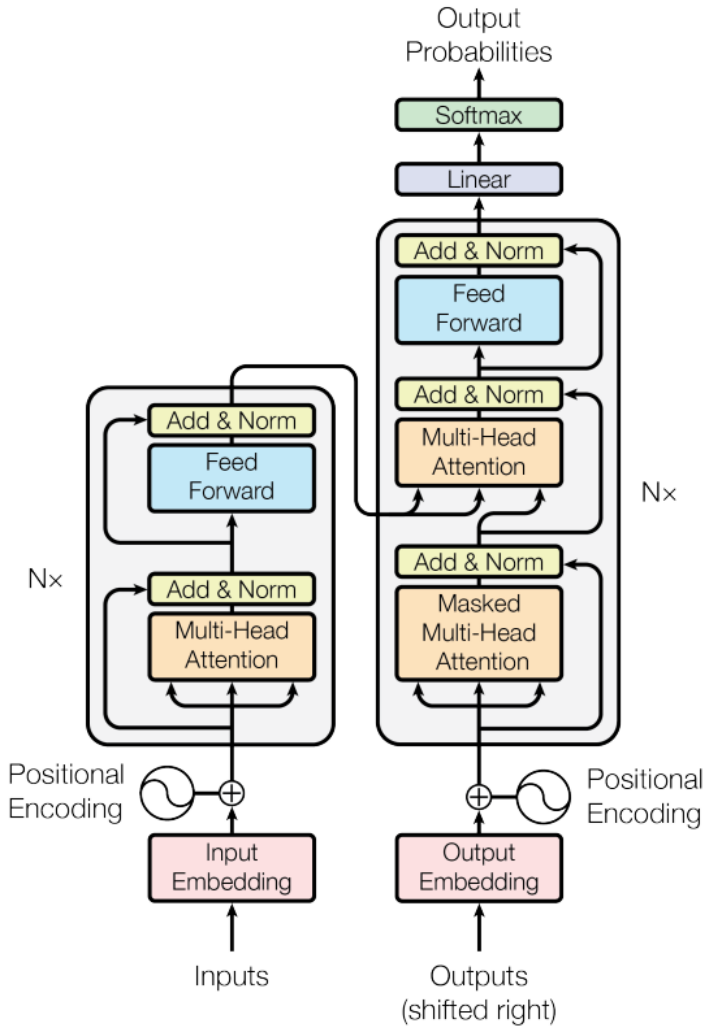 Output
Probabilities
Softmax
Linear
Add & Norm
Feed
Forward
Add & Norm
Multi-Head
Attention
Add & Norm
Masked
Multi-Head
Attention
Nx
Add & Norm
Feed
Forward
Add & Norm
Multi-Head
Attention
Nx
Positional
Encoding
Positional
Encoding
Input
Embedding
Output
Embedding
Inputs
Outputs
(shifted right)